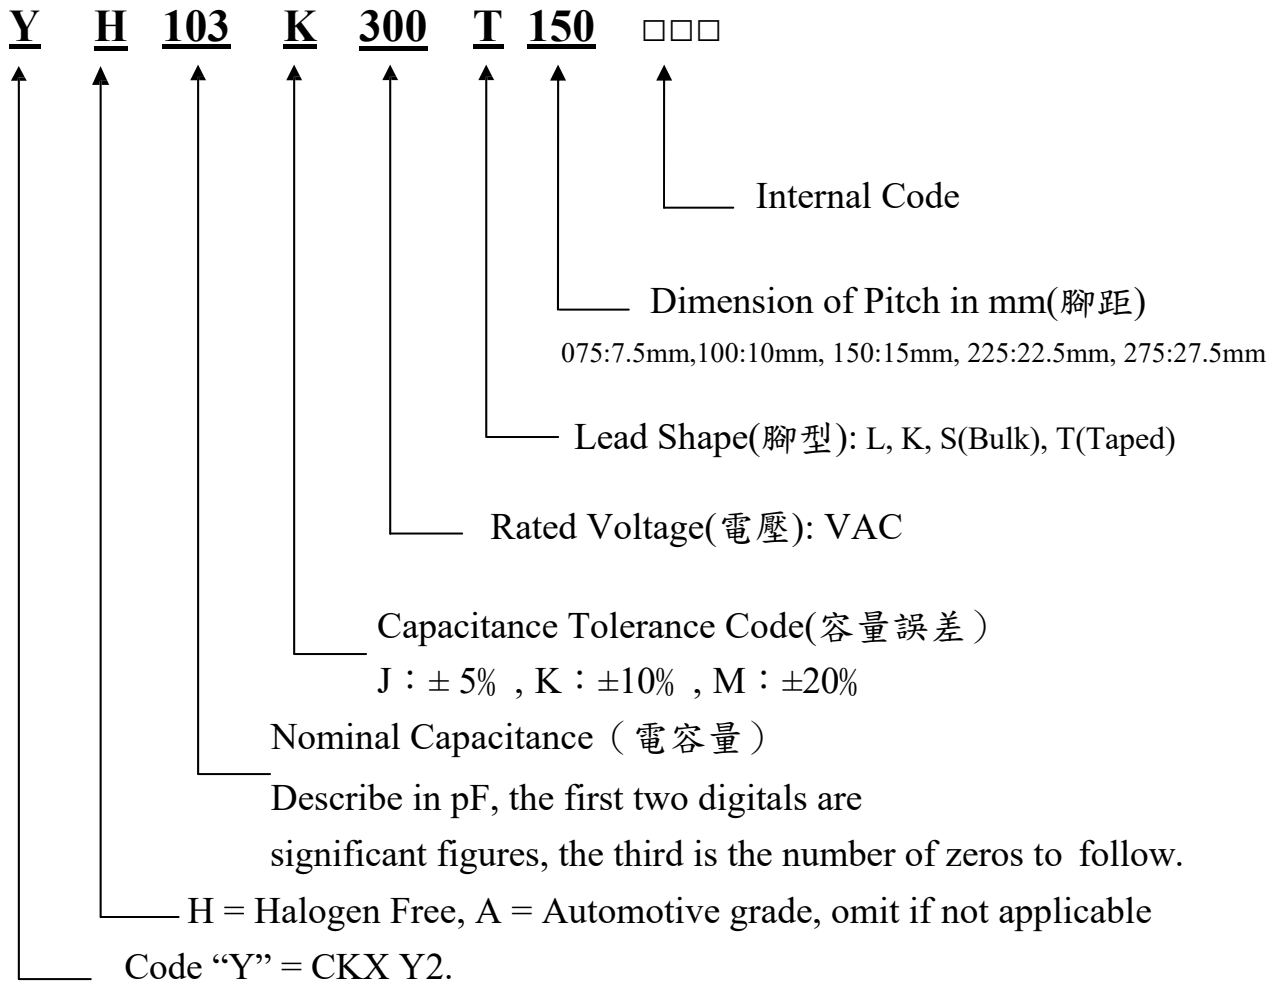 Y H 103 K 300 T 150 □□□
Internal Code
Dimension of Pitch in mm(腳距)
075:7.5mm,100:10mm, 150:15mm, 225:22.5mm, 275:27.5mm
Lead Shape(腳型): L, K, S(Bulk), T(Taped)
Rated Voltage(電壓): VAC
Capacitance Tolerance Code(容量誤差）
J：± 5% , K：±10% , M：±20%
Nominal Capacitance（電容量）
Describe in pF, the first two digitals are
significant figures, the third is the number of zeros to follow.
H = Halogen Free, A = Automotive grade, omit if not applicable
Code “Y” = CKX Y2.